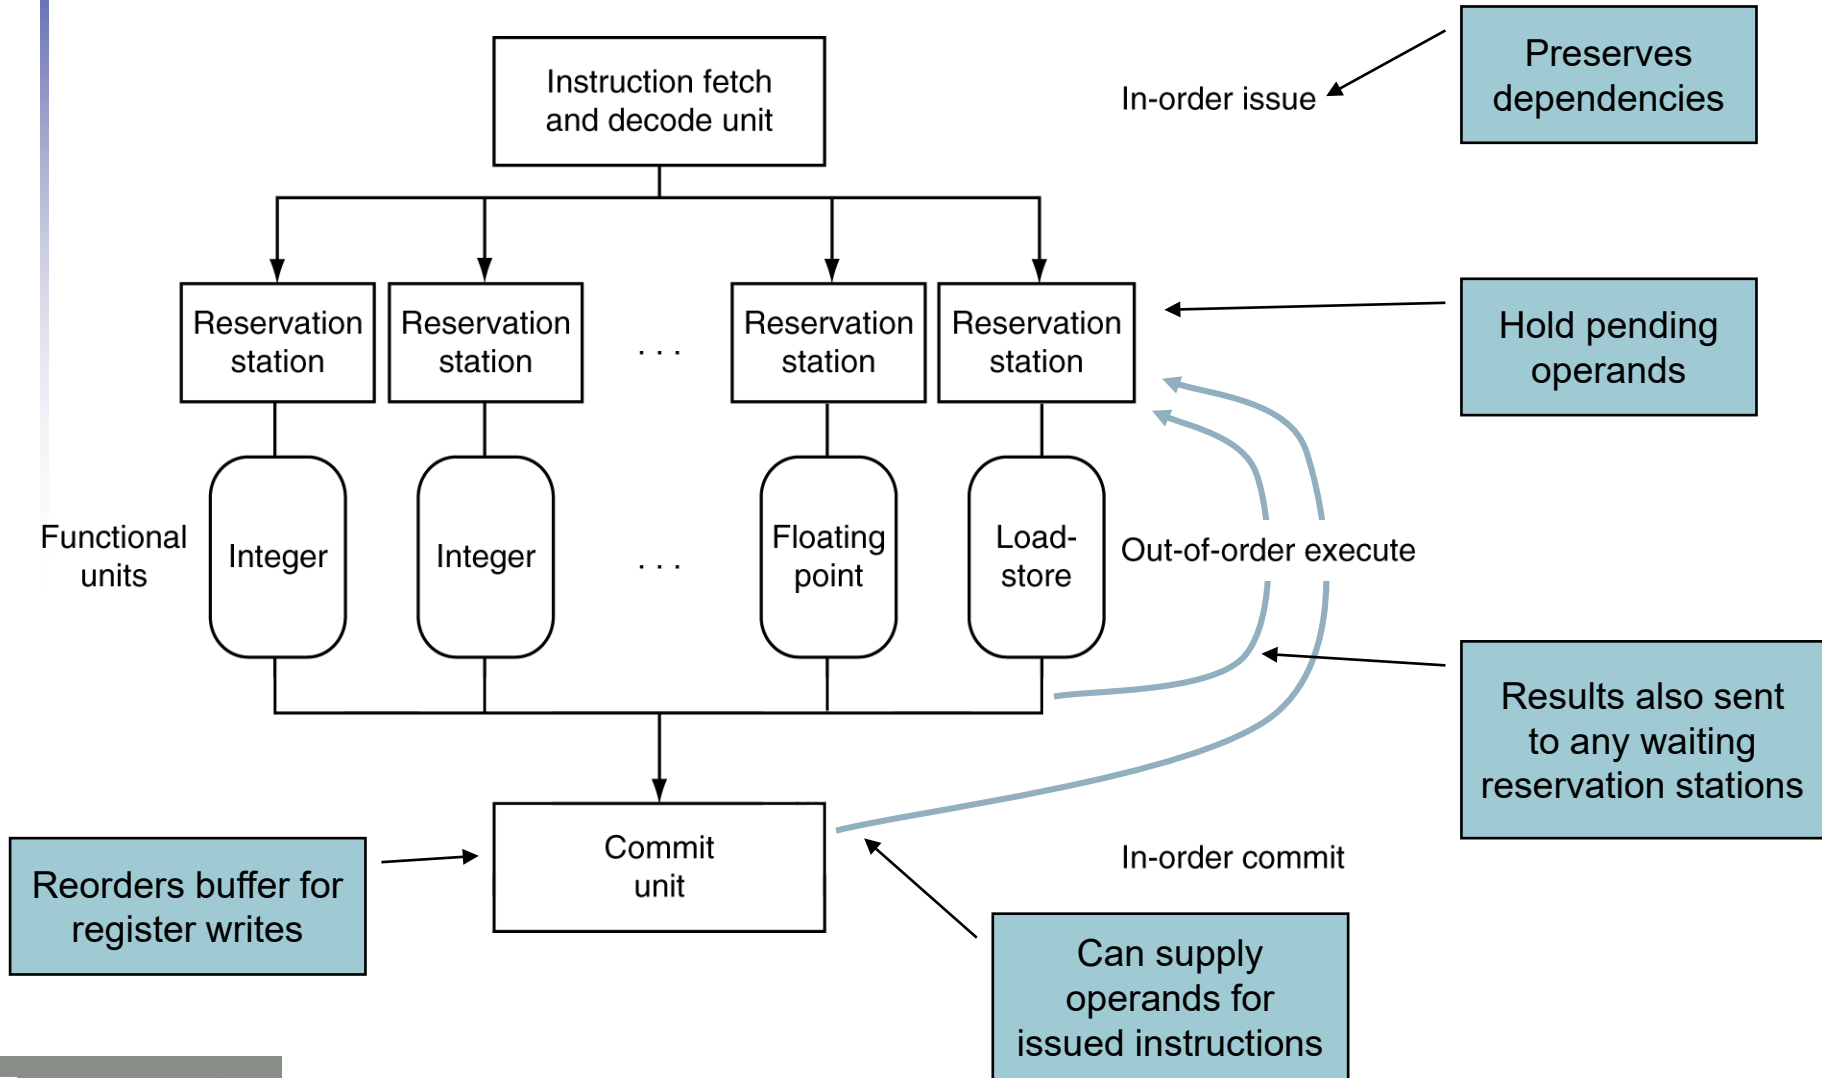 Instruction fetch
and decode unit
In-order issue
Preserves
dependencies
Reservation
station
Reservation
station
. . .
Reservation
station
Reservation
station
Hold pending
operands
Functional
units
Integer
Integer
. . .
Floating
point
Load-
store
Out-of-order execute
Results also sent
to any waiting
reservation stations
Commit
unit
In-order commit
Reorders buffer for
register writes
Can supply
operands for
issued instructions